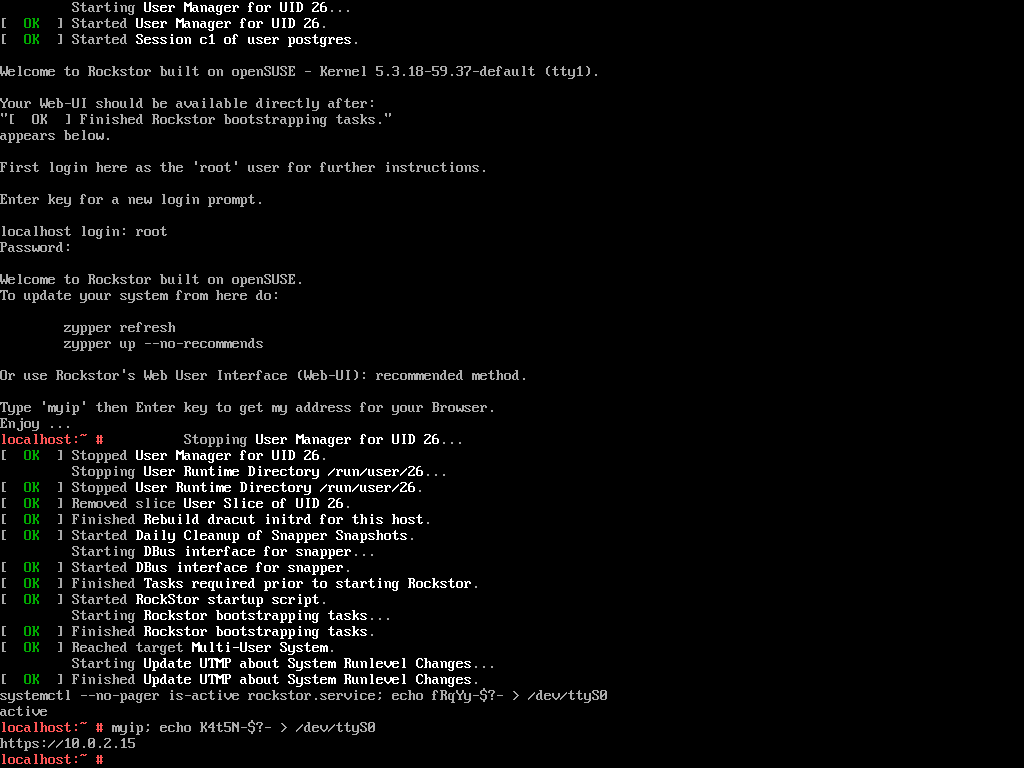 Starting User Manager for UID 26...
[  OK  ] Started User Manager for UID 26.
[  OK  ] Started Session c1 of user postgres.

Welcome to Rockstor built on openSUSE - Kernel 5.3.18-59.37-default (tty1).

Your Web-UI should be available directly after:
"[  OK  ] Finished Rockstor bootstrapping tasks."
appears below.

First login here as the 'root' user for further instructions.

Enter key for a new login prompt.

localhost login: root
Password:

Welcome to Rockstor built on openSUSE.
To update your system from here do:

        zypper refresh
        zypper up --no-recommends

Or use Rockstor's Web User Interface (Web-UI): recommended method.

Type 'myip' then Enter key to get my address for your Browser.
Enjoy ...
localhost:~ #          Stopping User Manager for UID 26...
[  OK  ] Stopped User Manager for UID 26.
         Stopping User Runtime Directory /run/user/26...
[  OK  ] Stopped User Runtime Directory /run/user/26.
[  OK  ] Removed slice User Slice of UID 26.
[  OK  ] Finished Rebuild dracut initrd for this host.
[  OK  ] Started Daily Cleanup of Snapper Snapshots.
         Starting DBus interface for snapper...
[  OK  ] Started DBus interface for snapper.
[  OK  ] Finished Tasks required prior to starting Rockstor.
[  OK  ] Started RockStor startup script.
         Starting Rockstor bootstrapping tasks...
[  OK  ] Finished Rockstor bootstrapping tasks.
[  OK  ] Reached target Multi-User System.
         Starting Update UTMP about System Runlevel Changes...
[  OK  ] Finished Update UTMP about System Runlevel Changes.
systemctl --no-pager is-active rockstor.service; echo fRqYy-$?- > /dev/ttyS0
active
localhost:~ # myip; echo K4t5N-$?- > /dev/ttyS0
https://10.0.2.15
localhost:~ #